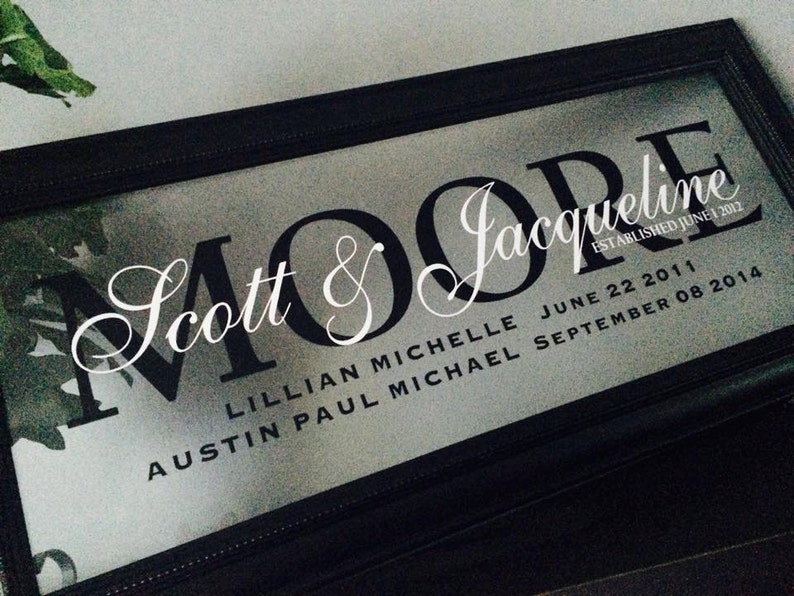 MOORE
Scott & Jacqueline
ESTABLISHED JUNE 1 2012
LILLIAN MICHELLE JUNE 22 2011
AUSTIN PAUL MICHAEL SEPTEMBER 08 2014